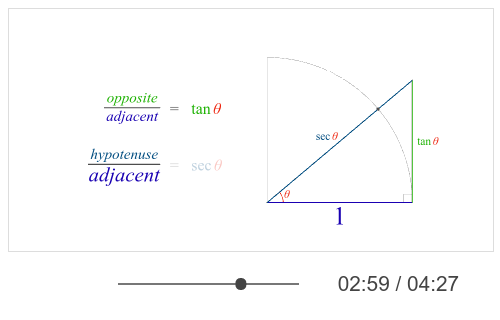 opposite
adjacent
= tan θ
hypotenuse
adjacent
= sec θ
sec θ
tan θ
θ
1
02:59 / 04:27